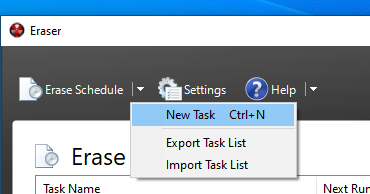 Eraser
Erase Schedule Settings Help
New Task Ctrl+N
Export Task List
Import Task List
Erase
Task Name Next Ru